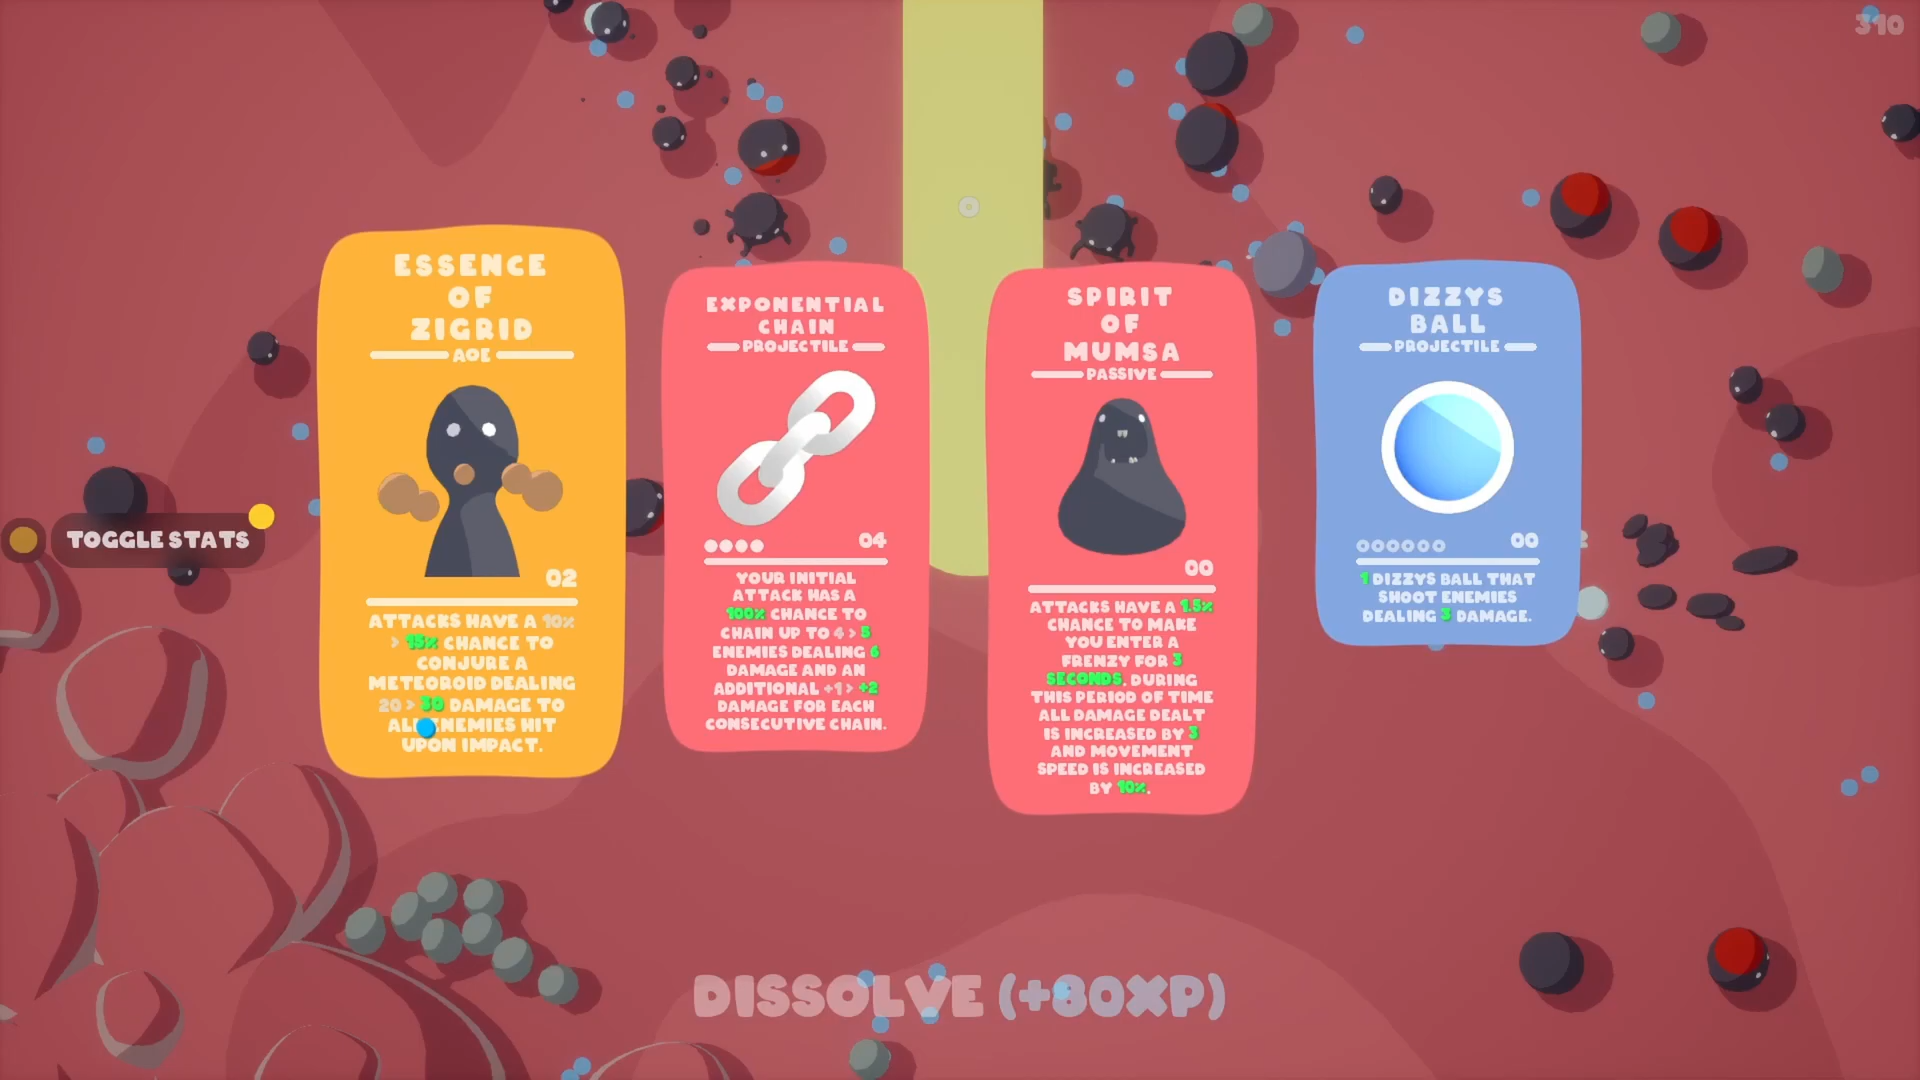 310
ESSENCE
OF
ZIGRID
AOE
02
ATTACKS HAVE A 10%
> 15% CHANCE TO
CONJURE A
METEOROID DEALING
20 > 30 DAMAGE TO
ALL ENEMIES HIT
UPON IMPACT.
EXPONENTIAL
CHAIN
PROJECTILE
04
YOUR INITIAL
ATTACK HAS A
100% CHANCE TO
CHAIN UP TO 4 > 5
ENEMIES DEALING 6
DAMAGE AND AN
ADDITIONAL +1 > +2
DAMAGE FOR EACH
CONSECUTIVE CHAIN.
SPIRIT
OF
MUMSA
PASSIVE
00
ATTACKS HAVE A 1.5%
CHANCE TO MAKE
YOU ENTER A
FRENZY FOR 3
SECONDS. DURING
THIS PERIOD OF TIME
ALL DAMAGE DEALT
IS INCREASED BY 3
AND MOVEMENT
SPEED IS INCREASED
BY 10%.
DIZZYS
BALL
PROJECTILE
00
1 DIZZYS BALL THAT
SHOOT ENEMIES
DEALING 3 DAMAGE.
TOGGLE STATS
DISSOLVE (+80XP)